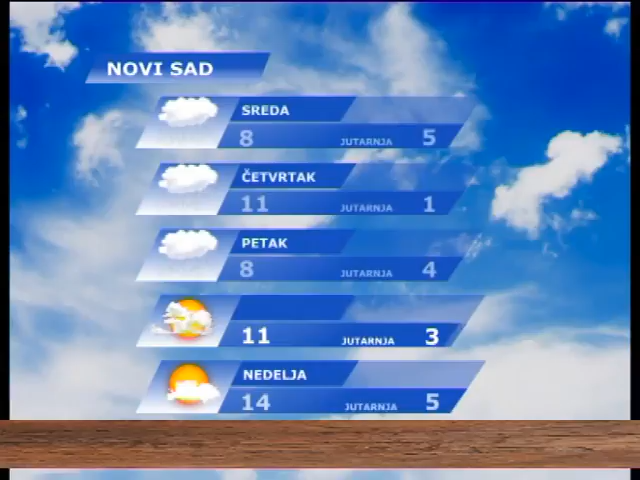 NOVI SAD
SREDA
8 JUTARNJA 5
ČETVRTAK
11 JUTARNJA 1
PETAK
8 JUTARNJA 4
11 JUTARNJA 3
NEDELJA
14 JUTARNJA 5